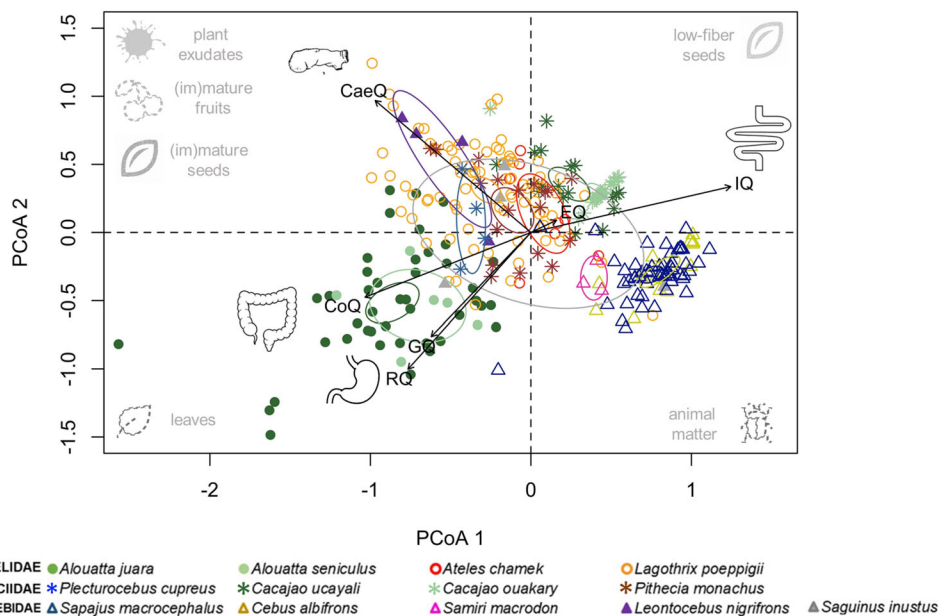 1.5
plant
exudates
low-fiber
seeds
1.0
CaeQ
(im)mature
fruits
0.5
(im)mature
seeds
IQ
EQ
PCoA 2
0.0
-0.5
CoQ
GQ
RQ
-1.0
leaves
animal
matter
-1.5
-2 -1 0 1
PCoA 1
ELIDAE Alouatta juara Alouatta seniculus Ateles chamek Lagothrix poeppigii
CIIDAE Plecturocebus cupreus Cacajao ucayali Cacajao ouakary Pithecia monachus
EBIDAE Sapajus macrocephalus Cebus albifrons Samiri macrodon Leontocebus nigrifrons Saguinus inustus